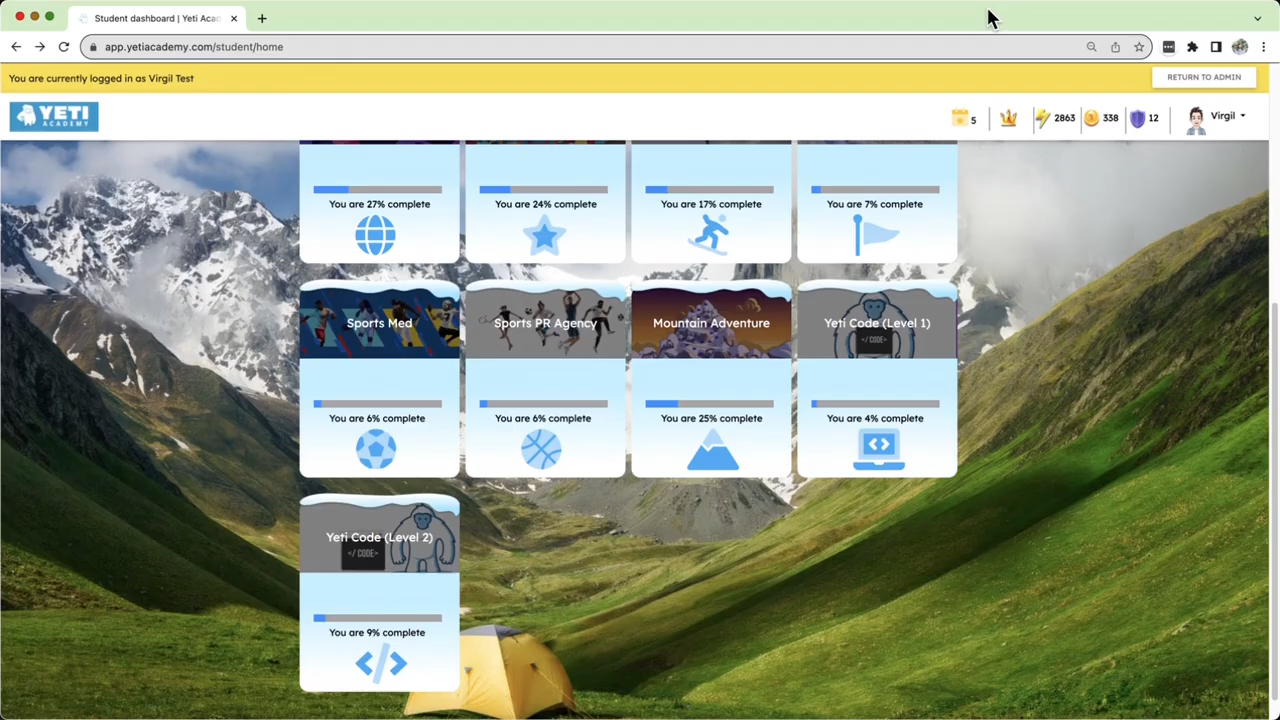 Student dashboard | Yeti Aca
app.yetiacademy.com/student/home
You are currently logged in as Virgil Test
RETURN TO ADMIN
YETI
ACADEMY
5
2863
338
12
Virgil
You are 27% complete
You are 24% complete
You are 17% complete
You are 7% complete
Sports Med
Sports PR Agency
Mountain Adventure
Yeti Code (Level 1)
</ CODE>
You are 6% complete
You are 6% complete
You are 25% complete
You are 4% complete
Yeti Code (Level 2)
</ CODE>
You are 9% complete